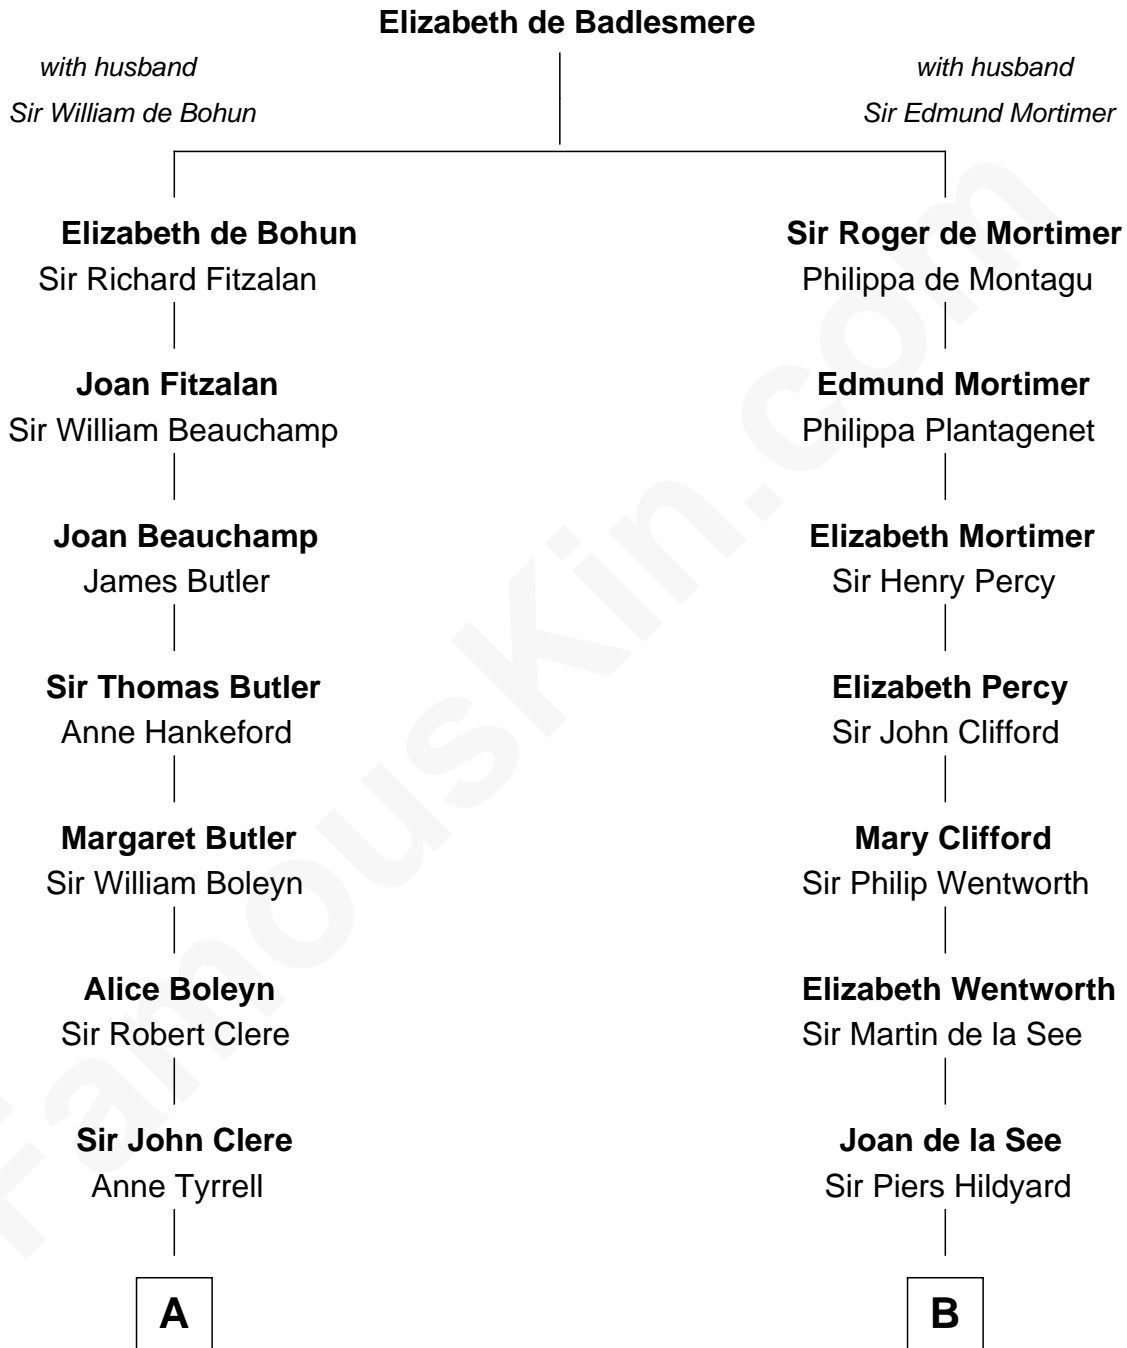 Elizabeth de Badlesmere
with husband
Sir William de Bohun
with husband
Sir Edmund Mortimer
Elizabeth de Bohun
Sir Richard Fitzalan
Sir Roger de Mortimer
Philippa de Montagu
Joan Fitzalan
Sir William Beauchamp
Edmund Mortimer
Philippa Plantagenet
Joan Beauchamp
James Butler
Elizabeth Mortimer
Sir Henry Percy
Sir Thomas Butler
Anne Hankeford
Elizabeth Percy
Sir John Clifford
Margaret Butler
Sir William Boleyn
Mary Clifford
Sir Philip Wentworth
Alice Boleyn
Sir Robert Clere
Elizabeth Wentworth
Sir Martin de la See
Sir John Clere
Anne Tyrrell
Joan de la See
Sir Piers Hildyard
A
B
FamousKin.com